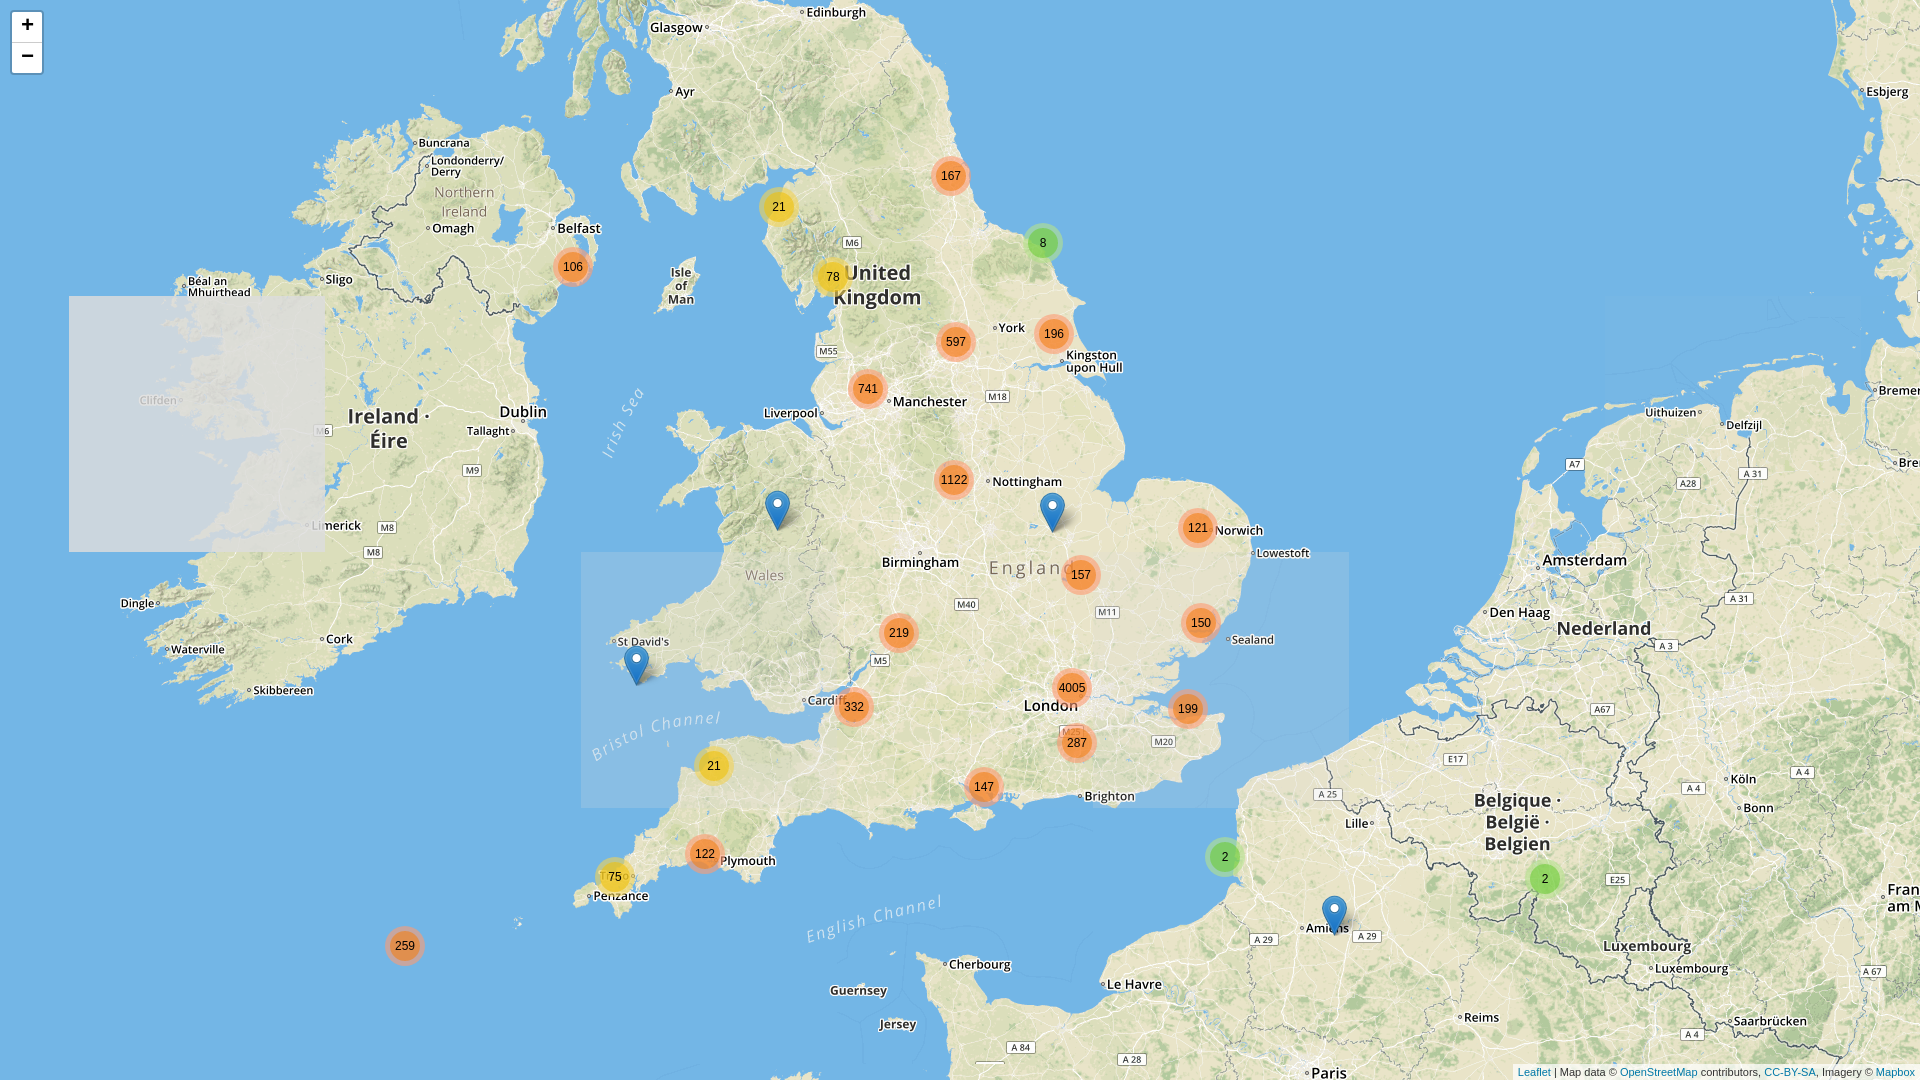 +
−
Glasgow
Edinburgh
Ayr
Esbjerg
Buncrana
Londonderry/
Derry
Northern
Ireland
Omagh
Belfast
106
167
21
8
M6
78
United
Kingdom
Isle
of
Man
Béal an
Mhuirthead
Sligo
York
196
597
Kingston
upon Hull
M55
741
Manchester
M18
Liverpool
Clifden
M6
Ireland ·
Éire
Dublin
Tallaght
M9
Irish Sea
Uithuizen
Delfzijl
Breme
Bre
A7
A 31
A28
1122
Nottingham
Limerick
M8
M8
121
Norwich
Lowestoft
Birmingham
England
157
Wales
Amsterdam
Den Haag
Nederland
A 31
A 3
Dingle
Cork
Waterville
Skibbereen
M40
M11
219
150
Sealand
St David's
M5
Cardiff
332
4005
London
199
M25
287
M20
Bristol Channel
21
147
Brighton
A67
E17
A 25
Lille
Belgique ·
België ·
Belgien
Köln
Bonn
A 4
A 4
122
Plymouth
75
Penzance
2
2
E25
Fran
am M
259
English Channel
Amiens
A 29
A 29
Luxembourg
Luxembourg
A 67
Cherbourg
Guernsey
Jersey
Le Havre
Reims
Saarbrücken
A 84
A 28
A 4
Paris
Leaflet | Map data © OpenStreetMap contributors, CC-BY-SA, Imagery © Mapbox